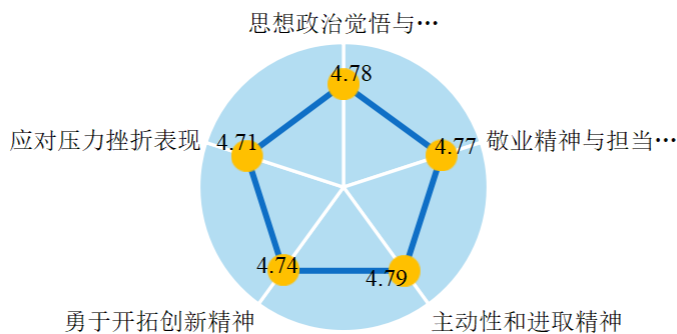 思想政治觉悟与…
4.78
应对压力挫折表现
4.71
4.77
敬业精神与担当…
4.74
4.79
勇于开拓创新精神
主动性和进取精神